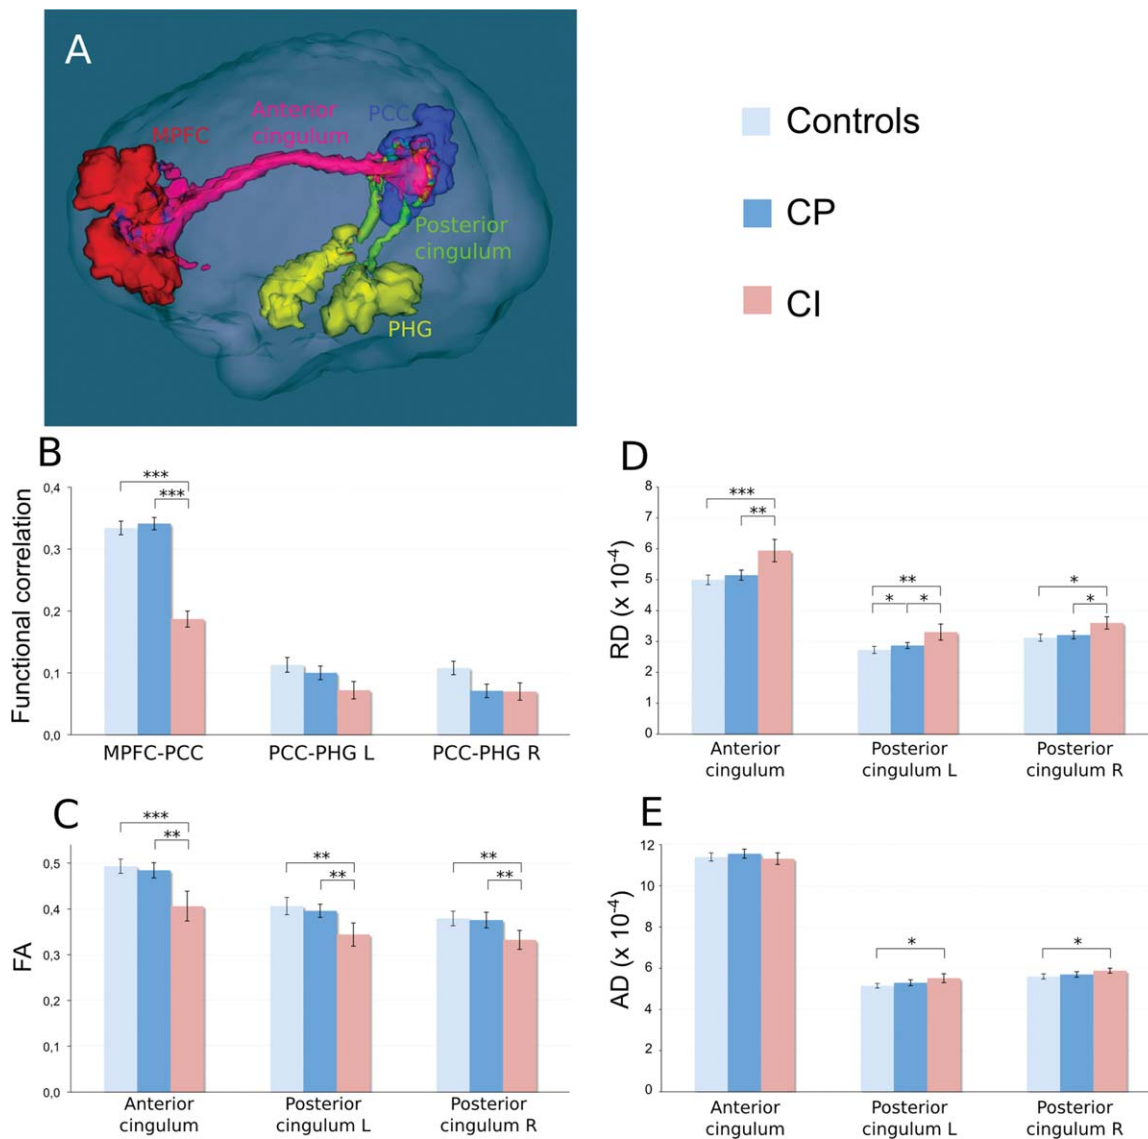 A
MPFC
Anterior
cingulum
PCC
Posterior
cingulum
PHG
Controls
CP
CI
B
Functional correlation
0,4
0,3
0,2
0,1
0,0
***
***
MPFC-PCC
PCC-PHG L
PCC-PHG R
D
RD (x 10-4)
8
7
6
5
4
3
2
1
0
***
**
**
*
*
*
*
Anterior
cingulum
Posterior
cingulum L
Posterior
cingulum R
C
FA
0,5
0,4
0,3
0,2
0,1
0,0
***
**
**
**
**
**
Anterior
cingulum
Posterior
cingulum L
Posterior
cingulum R
E
AD (x 10-4)
12
10
8
6
4
2
0
*
*
Anterior
cingulum
Posterior
cingulum L
Posterior
cingulum R